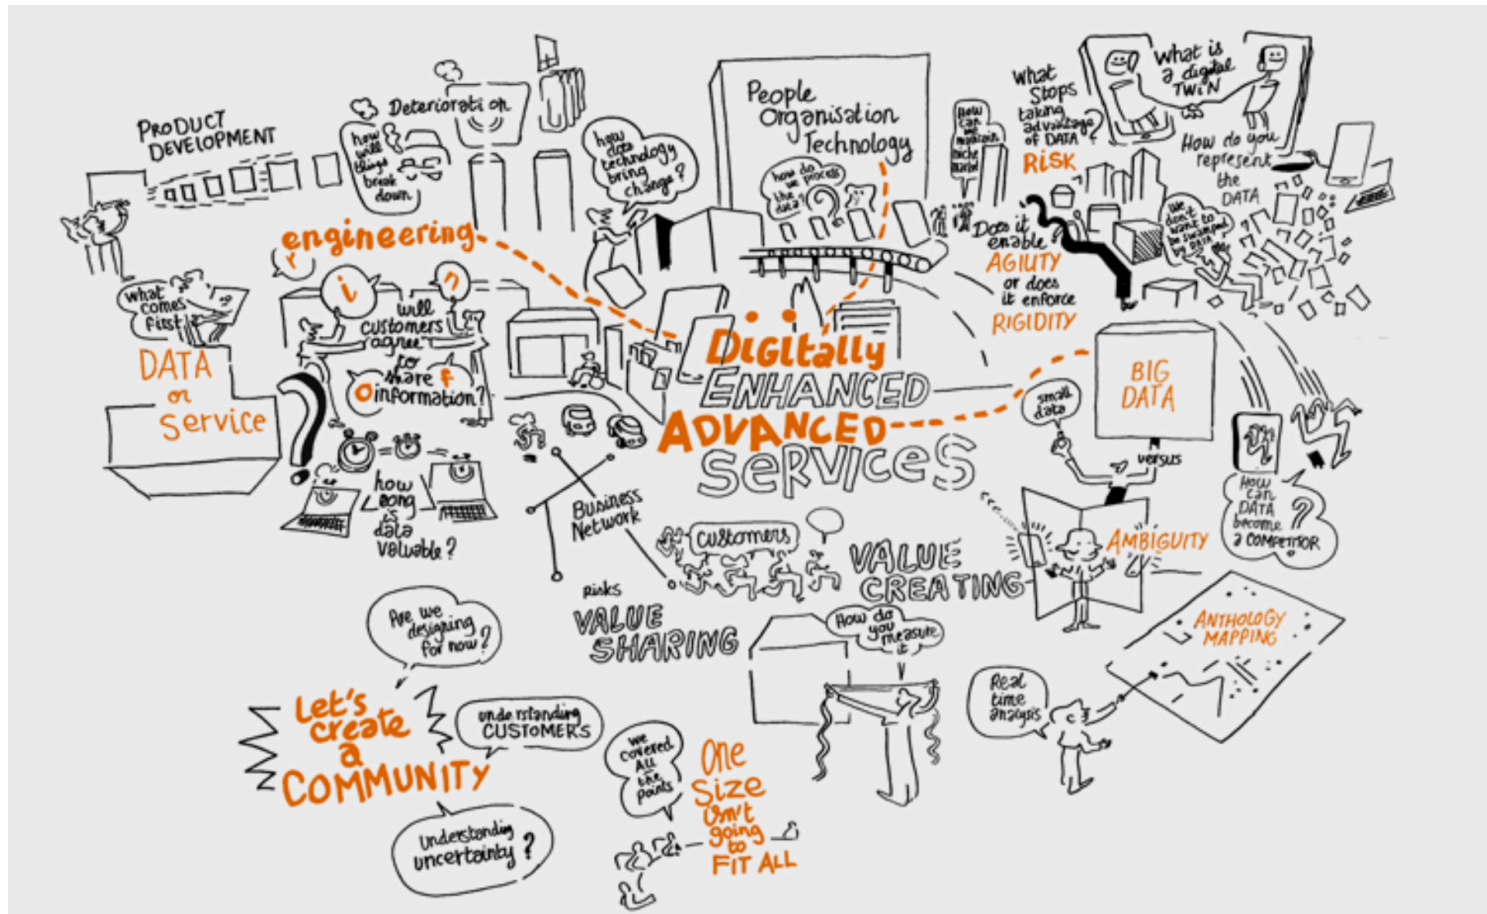 PRODUCT
DEVELOPMENT
Deterioration
how
will
things
break
down
how
does
technology
bring
change?
People
Organisation
Technology
how do
we process
the
data?
How
can
we
maintain
niche
market
What
Stops
taking
advantage
of DATA?
RISK
What is
a digital
TWiN
How do you
represent
the
DATA
We
don't
want to
be swamped
by DATA
Does it
enable
AGILITY
or does
it enforce
RIGIDITY
engineering
r
i
n
what
comes
first
DATA
or
Service
?
will
customers
agree
to
share
information?
O
F
how
long
is
data
valuable?
Digitally
ENHANCED
ADVANCED
SERVICES
small
data
BIG
DATA
versus
AMBIGUITY
How
can
DATA
become
a COMPETITOR
?
Business
Network
risks
VALUE
SHARING
customers
VALUE
CREATING
How do
you
measure
it
ANTHOLOGY
MAPPING
Real
time
analysis
Are we
designing
for now?
Let's
create
a
COMMUNITY
understanding
CUSTOMERS
understanding
uncertainty?
we
covered
ALL
the
points
One
Size
isn't
going
to
FIT ALL